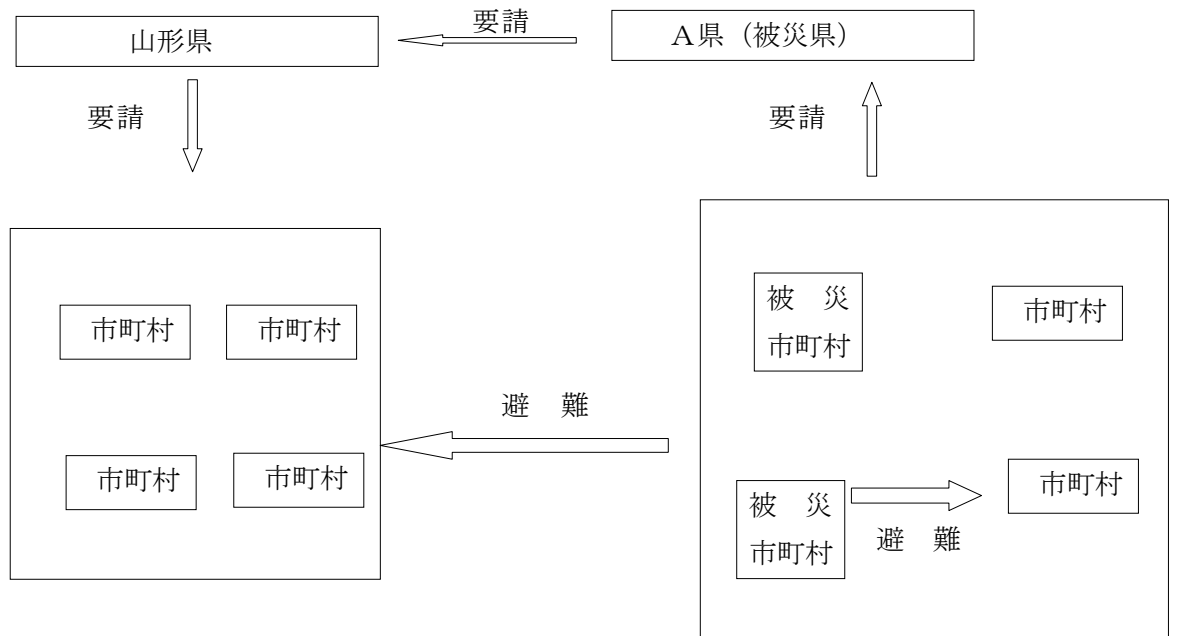 山形県
要請
A県（被災県）
要請
要請
市町村
市町村
市町村
市町村
避　難
被　災
市町村
市町村
被　災
市町村
避　難
市町村